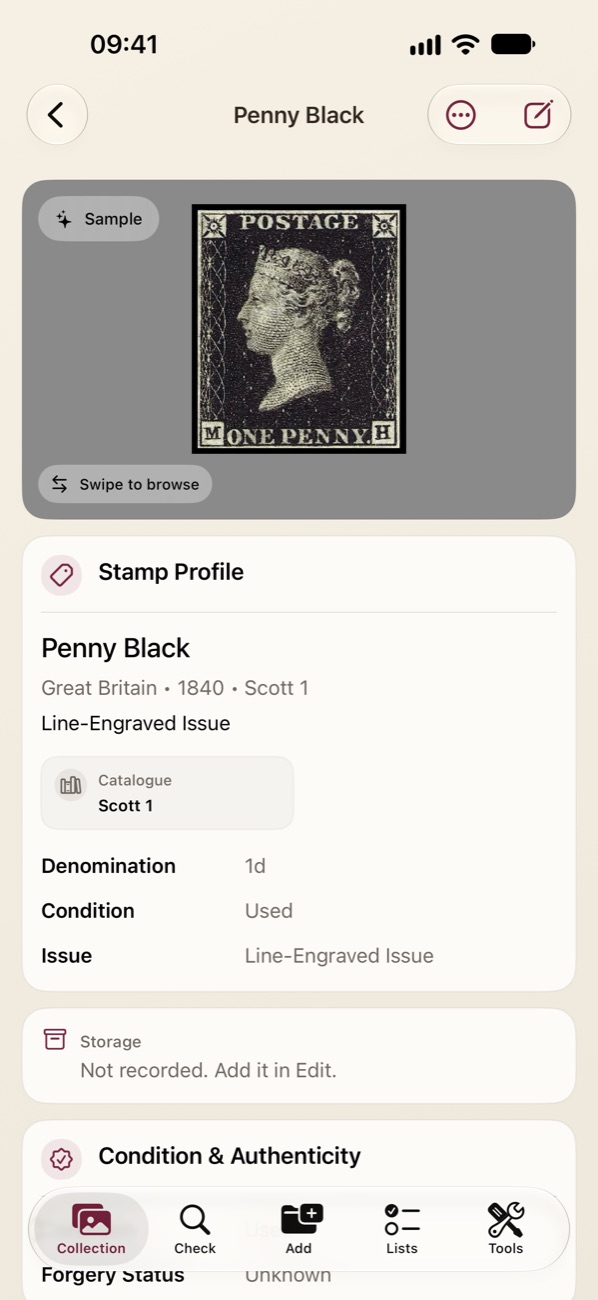 09:41
Penny Black
Sample
POSTAGE
M ONE PENNY. H
Swipe to browse
Stamp Profile
Penny Black
Great Britain • 1840 • Scott 1
Line-Engraved Issue
Catalogue
Scott 1
Denomination 1d
Condition Used
Issue Line-Engraved Issue
Storage
Not recorded. Add it in Edit.
Condition & Authenticity
Collection Check Add Lists Tools
Forgery Status Unknown